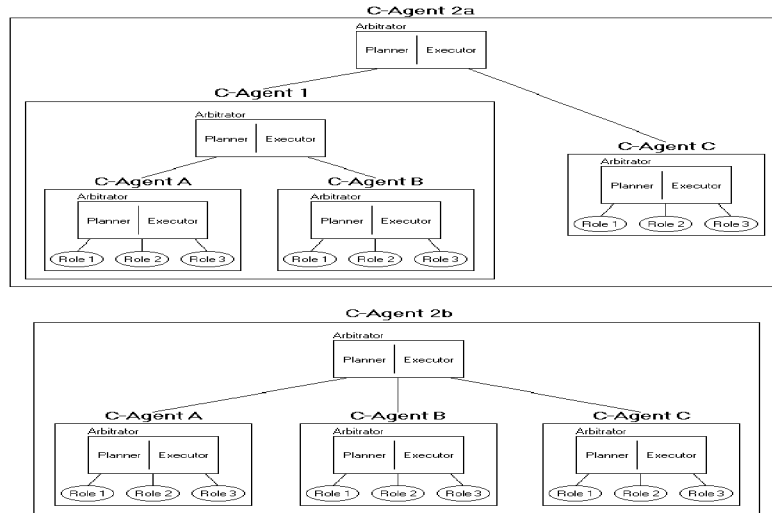 C-Agent 2a
Arbitrator
Planner Executor
C-Agent 1
Arbitrator
Planner Executor
C-Agent C
Arbitrator
Planner Executor
Role 1 Role 2 Role 3
C-Agent A C-Agent B
Arbitrator Arbitrator
Planner Executor Planner Executor
Role 1 Role 2 Role 3 Role 1 Role 2 Role 3
C-Agent 2b
Arbitrator
Planner Executor
C-Agent A C-Agent B C-Agent C
Arbitrator Arbitrator Arbitrator
Planner Executor Planner Executor Planner Executor
Role 1 Role 2 Role 3 Role 1 Role 2 Role 3 Role 1 Role 2 Role 3